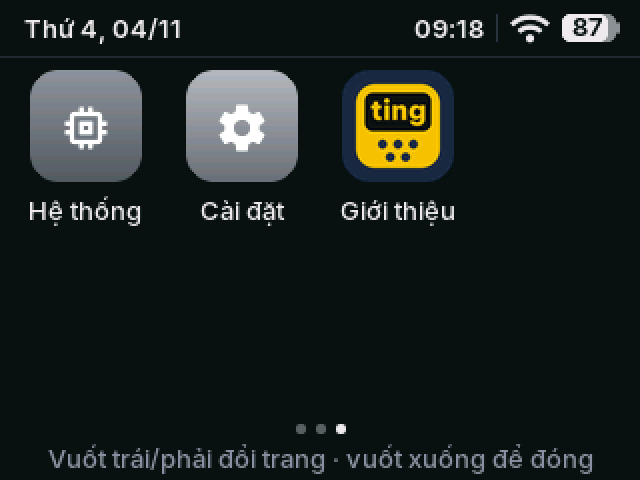 Thứ 4, 04/11
09:18
87
ting
Hệ thống
Cài đặt
Giới thiệu
Vuốt trái/phải đổi trang · vuốt xuống để đóng